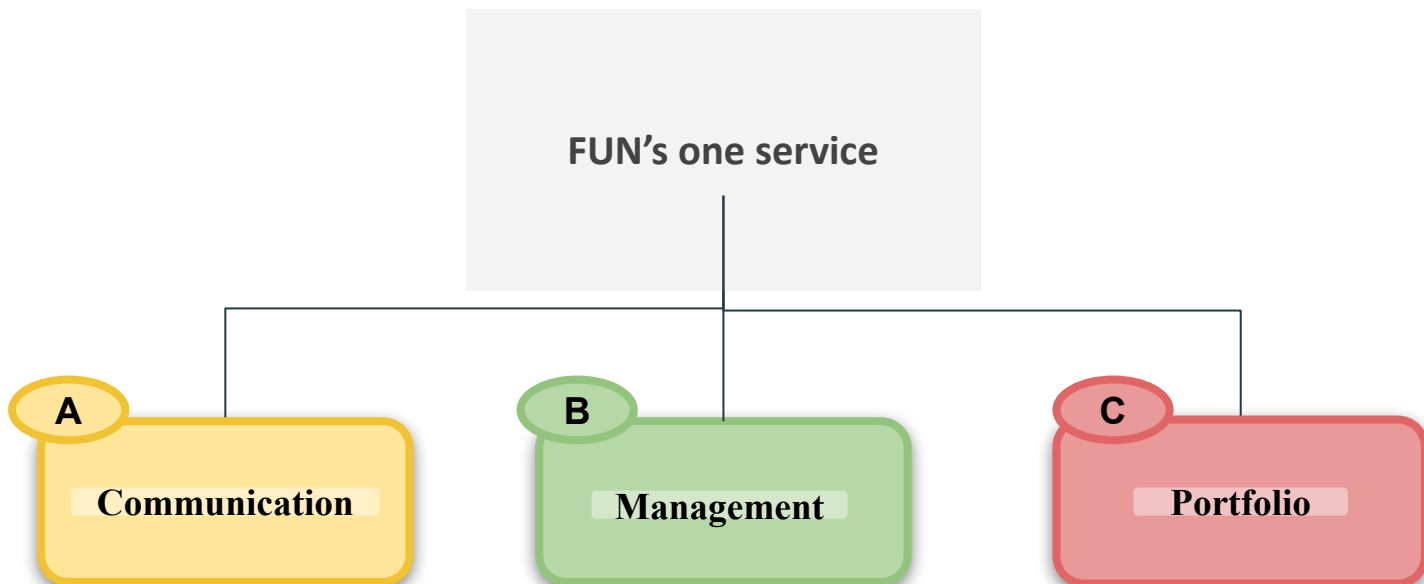 FUN’s one service
A
B
C
Communication
Management
Portfolio